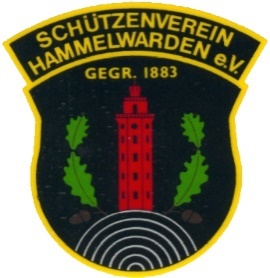 SCHÜTZENVEREIN
HAMMELWARDEN e.V.
GEGR. 1883